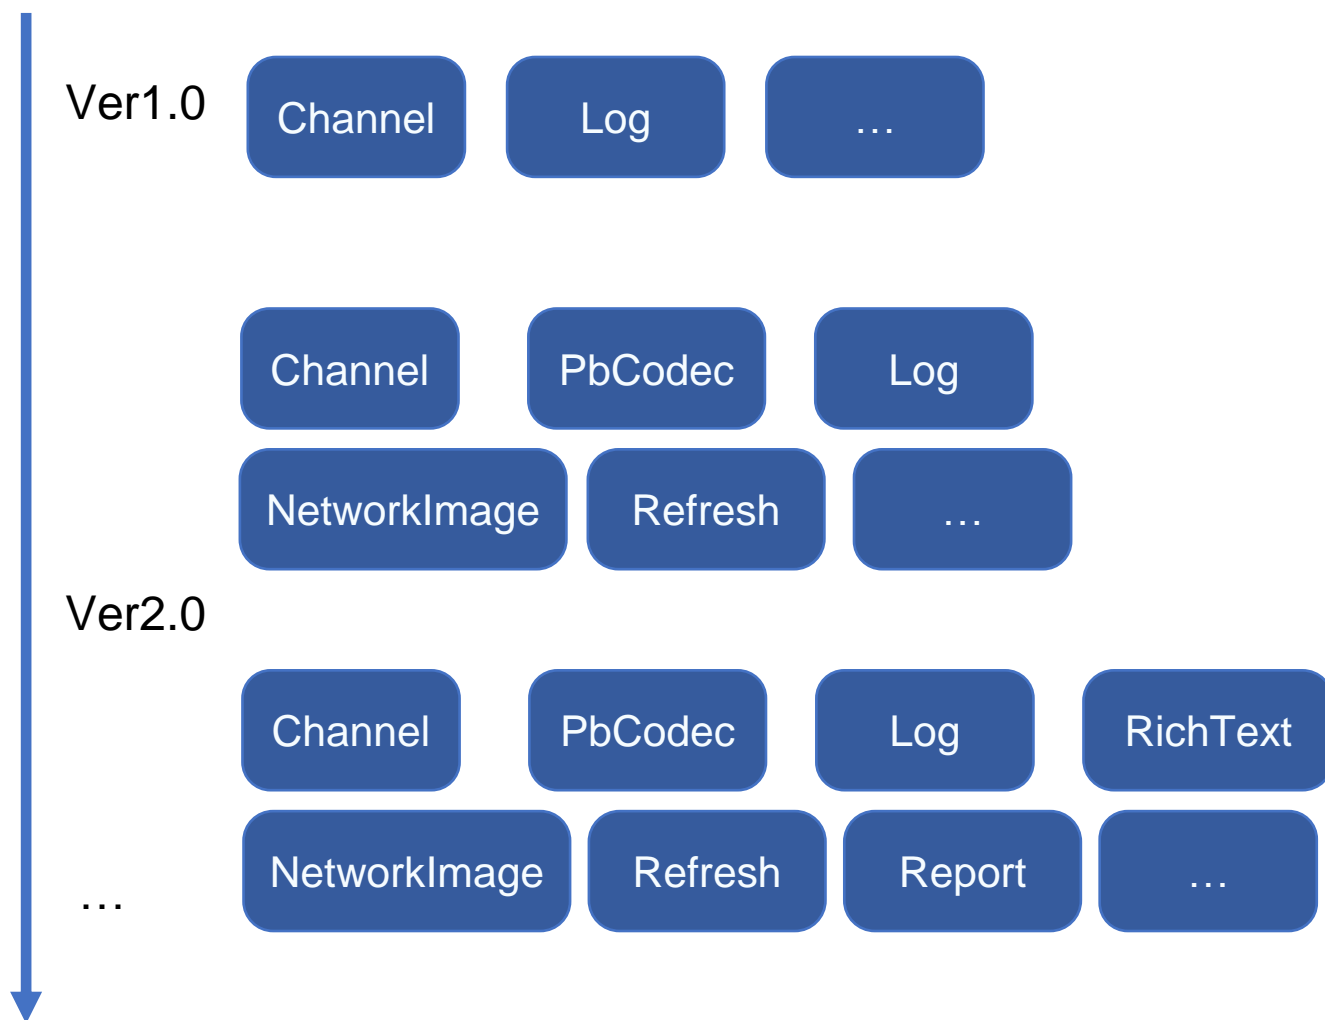 Ver1.0 Channel Log …
Channel PbCodec Log
NetworkImage Refresh …
Ver2.0
Channel PbCodec Log RichText
NetworkImage Refresh Report …
…